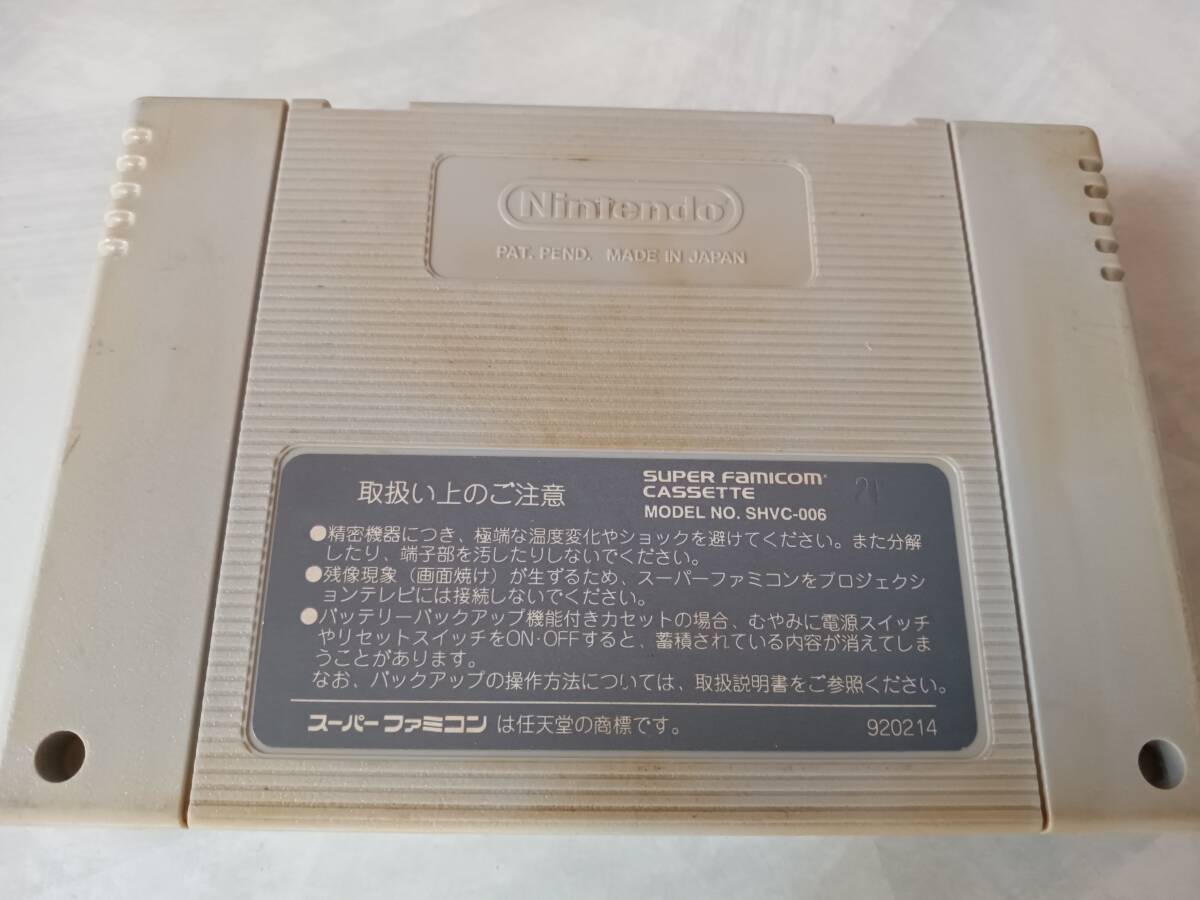 Nintendo
PAT. PEND. MADE IN JAPAN
取扱い上のご注意
SUPER Famicom
CASSETTE
MODEL NO. SHVC-006
21
●精密機器につき、極端な温度変化やショックを避けてください。また分解
したり、端子部を汚したりしないでください。
●残像現象（画面焼け）が生ずるため、スーパーファミコンをプロジェクシ
ョンテレビには接続しないでください。
●バッテリーバックアップ機能付きカセットの場合、むやみに電源スイッチ
やリセットスイッチをON・OFFすると、蓄積されている内容が消えてしま
うことがあります。
なお、バックアップの操作方法については、取扱説明書をご参照ください。
スーパーファミコン は任天堂の商標です。
920214